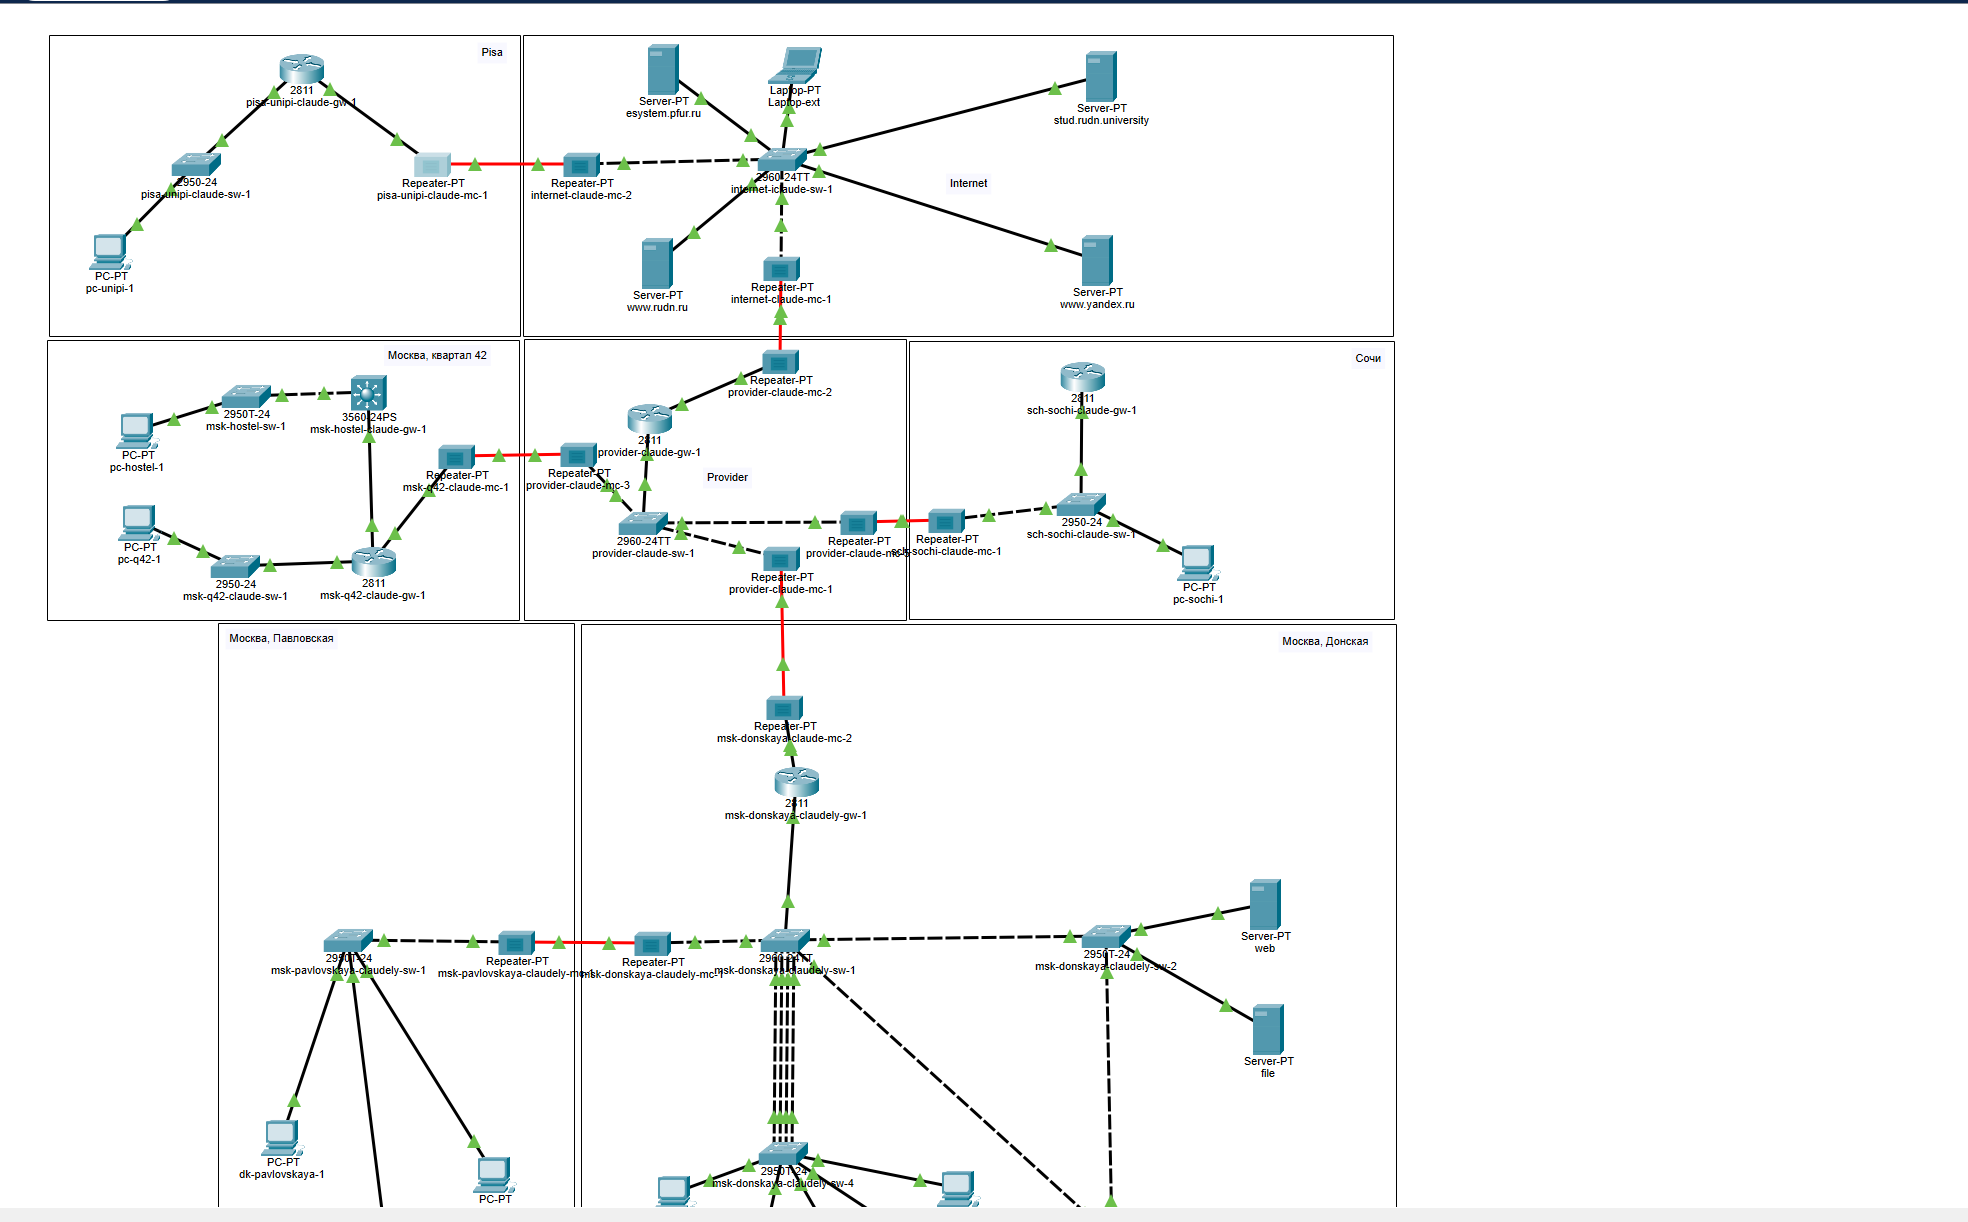 Pisa
2811
pisa-unipi-claude-gw-1
2950-24
pisa-unipi-claude-sw-1
Repeater-PT
pisa-unipi-claude-mc-1
PC-PT
pc-unipi-1
Server-PT
esystem.pfur.ru
Laptop-PT
Laptop-ext
Server-PT
stud.rudn.university
Repeater-PT
internet-claude-mc-2
2960-24TT
internet-iclaude-sw-1
Internet
Server-PT
www.rudn.ru
Repeater-PT
internet-claude-mc-1
Server-PT
www.yandex.ru
Москва, квартал 42
2950T-24
msk-hostel-sw-1
3560-24PS
msk-hostel-claude-gw-1
PC-PT
pc-hostel-1
Repeater-PT
msk-q42-claude-mc-1
PC-PT
pc-q42-1
2950-24
msk-q42-claude-sw-1
2811
msk-q42-claude-gw-1
Repeater-PT
provider-claude-mc-2
2811
provider-claude-gw-1
Repeater-PT
provider-claude-mc-3
Provider
2960-24TT
provider-claude-sw-1
Repeater-PT
Repeater-PT
provider-claude-mc-1
Сочи
2811
sch-sochi-claude-gw-1
Repeater-PT
sch-sochi-claude-mc-1
2950-24
sch-sochi-claude-sw-1
PC-PT
pc-sochi-1
Москва, Павловская
2950T-24
msk-pavlovskaya-claudely-sw-1
Repeater-PT
PC-PT
dk-pavlovskaya-1
PC-PT
Москва, Донская
Repeater-PT
msk-donskaya-claude-mc-2
2811
msk-donskaya-claudely-gw-1
Repeater-PT
msk-donskaya-claudely-mc-1
2960-24TT
msk-donskaya-claudely-sw-1
2950T-24
msk-donskaya-claudely-sw-2
Server-PT
web
Server-PT
file
2950T-24
msk-donskaya-claudely-sw-4